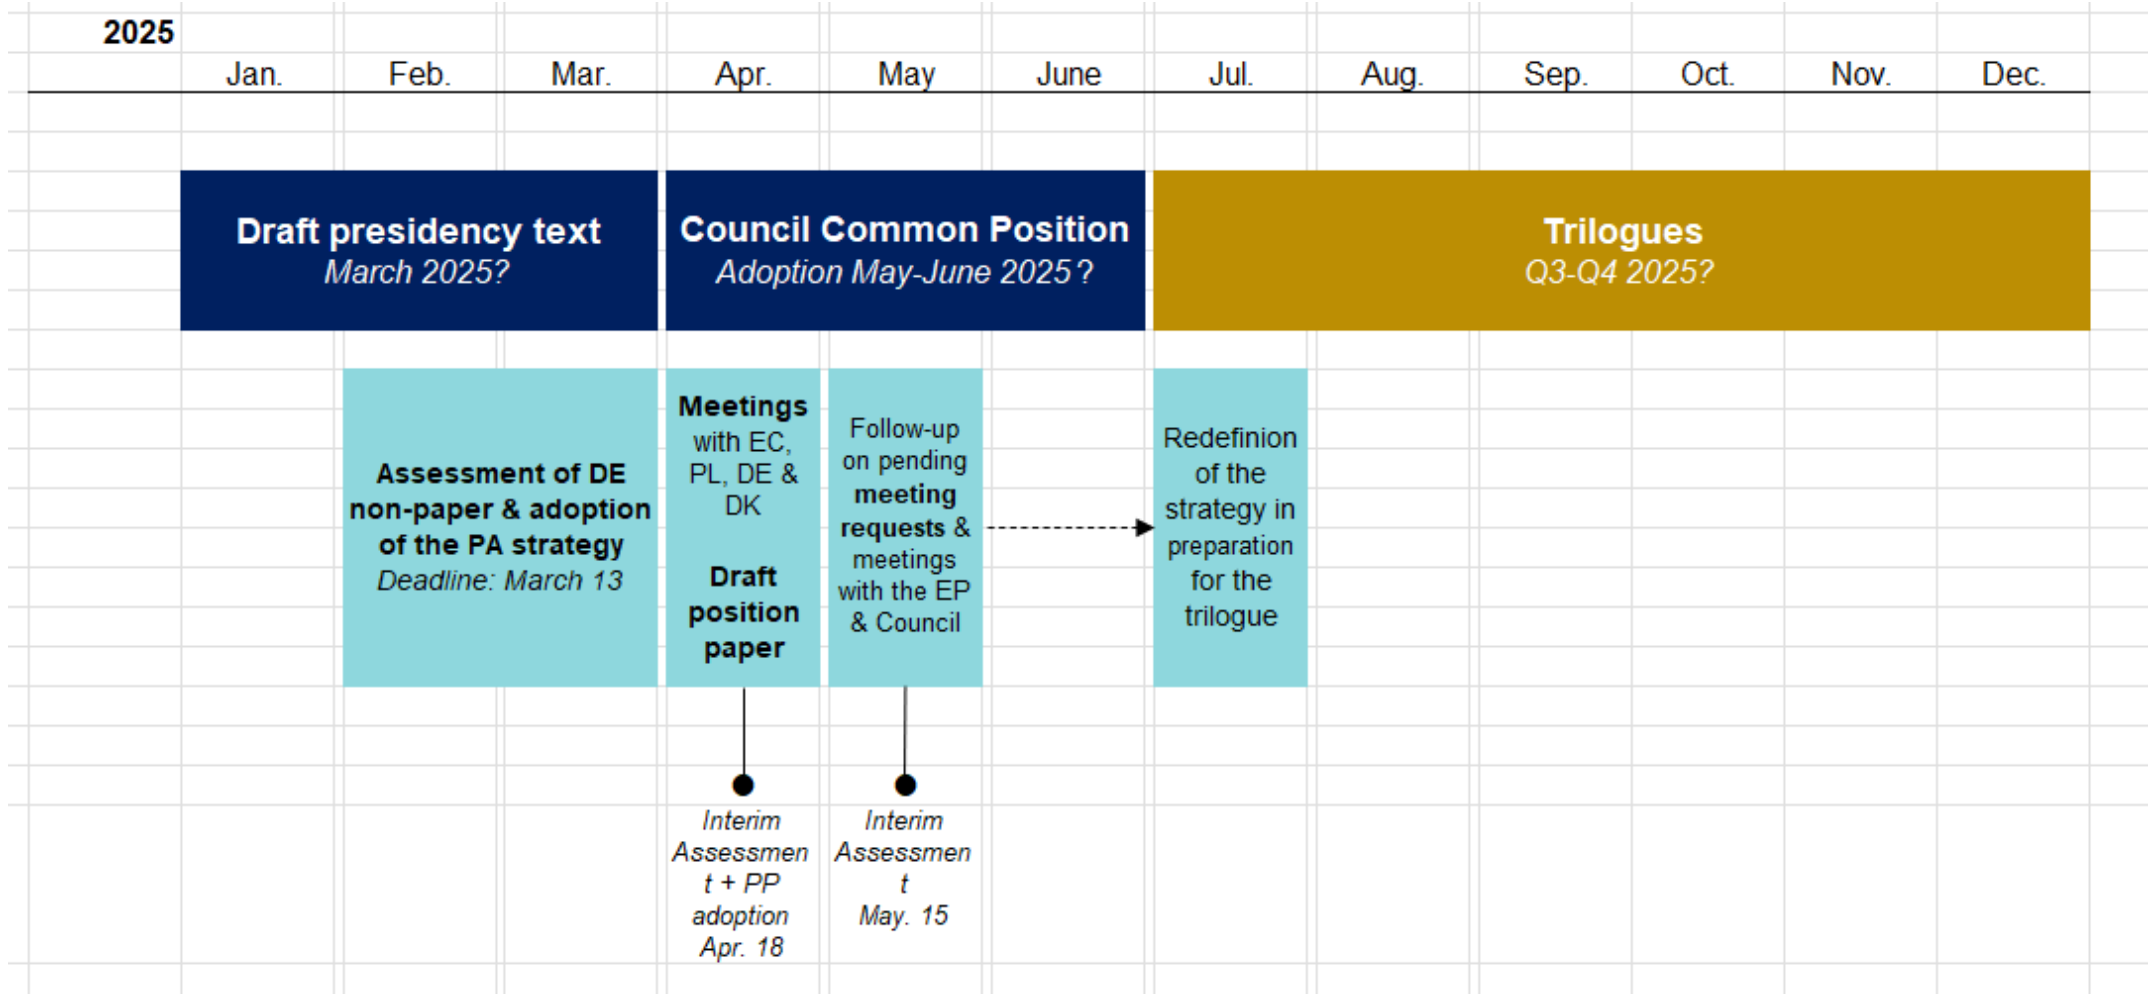 2025
Jan. Feb. Mar. Apr. May June Jul. Aug. Sep. Oct. Nov. Dec.
Draft presidency text
March 2025?
Council Common Position
Adoption May-June 2025?
Trilogues
Q3-Q4 2025?
Assessment of DE
non-paper & adoption
of the PA strategy
Deadline: March 13
Meetings
with EC,
PL, DE &
DK
Draft
position
paper
Follow-up
on pending
meeting
requests &
meetings
with the EP
& Council
Redefinion
of the
strategy in
preparation
for the
trilogue
Interim
Assessmen
t + PP
adoption
Apr. 18
Interim
Assessmen
t
May. 15